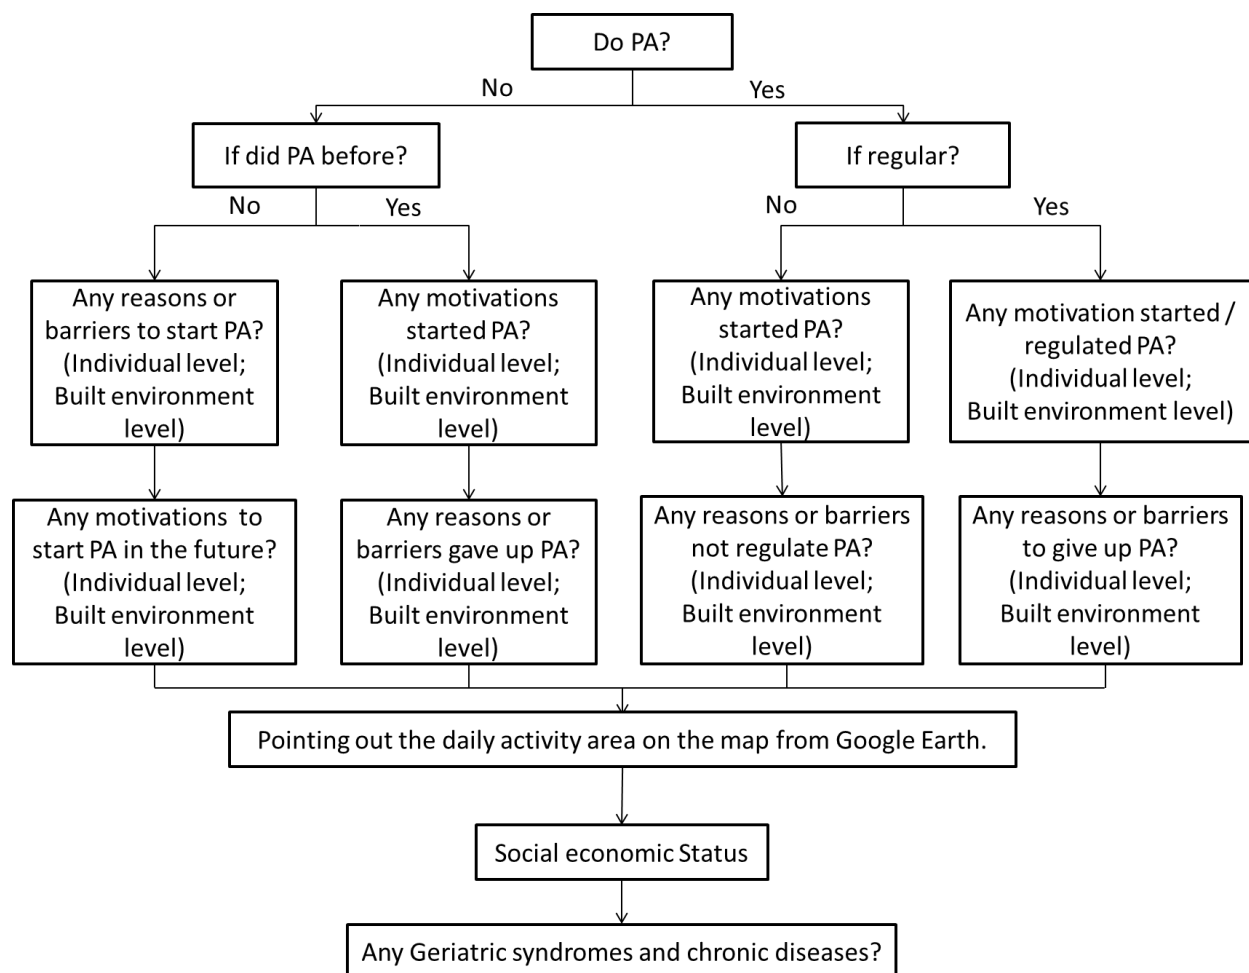 Do PA?
No
Yes
If did PA before?
If regular?
No
Yes
No
Yes
Any reasons or
barriers to start PA?
(Individual level;
Built environment
level)
Any motivations
started PA?
(Individual level;
Built environment
level)
Any motivations
started PA?
(Individual level;
Built environment
level)
Any motivation started /
regulated PA?
(Individual level;
Built environment level)
Any motivations to
start PA in the future?
(Individual level;
Built environment
level)
Any reasons or
barriers gave up PA?
(Individual level;
Built environment
level)
Any reasons or barriers
not regulate PA?
(Individual level;
Built environment
level)
Any reasons or barriers
to give up PA?
(Individual level;
Built environment
level)
Pointing out the daily activity area on the map from Google Earth.
Social economic Status
Any Geriatric syndromes and chronic diseases?